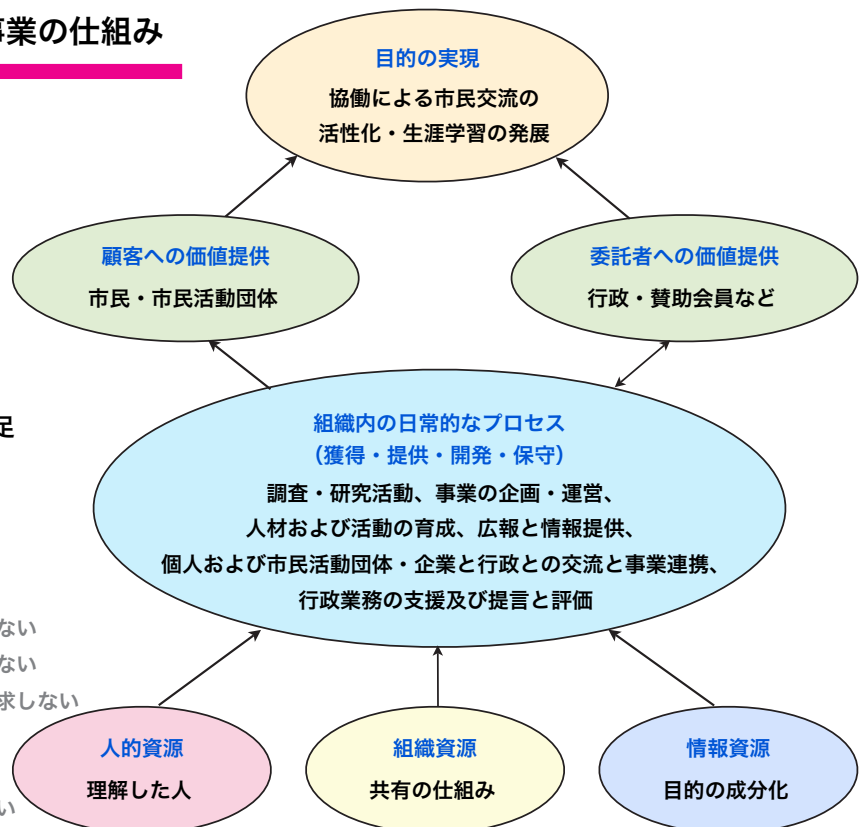 事業の仕組み
目的の実現
協働による市民交流の
活性化・生涯学習の発展
顧客への価値提供
市民・市民活動団体
委託者への価値提供
行政・賛助会員など
足
組織内の日常的なプロセス
（獲得・提供・開発・保守）
調査・研究活動、事業の企画・運営、
人材および活動の育成、広報と情報提供、
個人および市民活動団体・企業と行政との交流と事業連携、
行政業務の支援及び提言と評価
ない
ない
求しない
い
人的資源
理解した人
組織資源
共有の仕組み
情報資源
目的の成分化